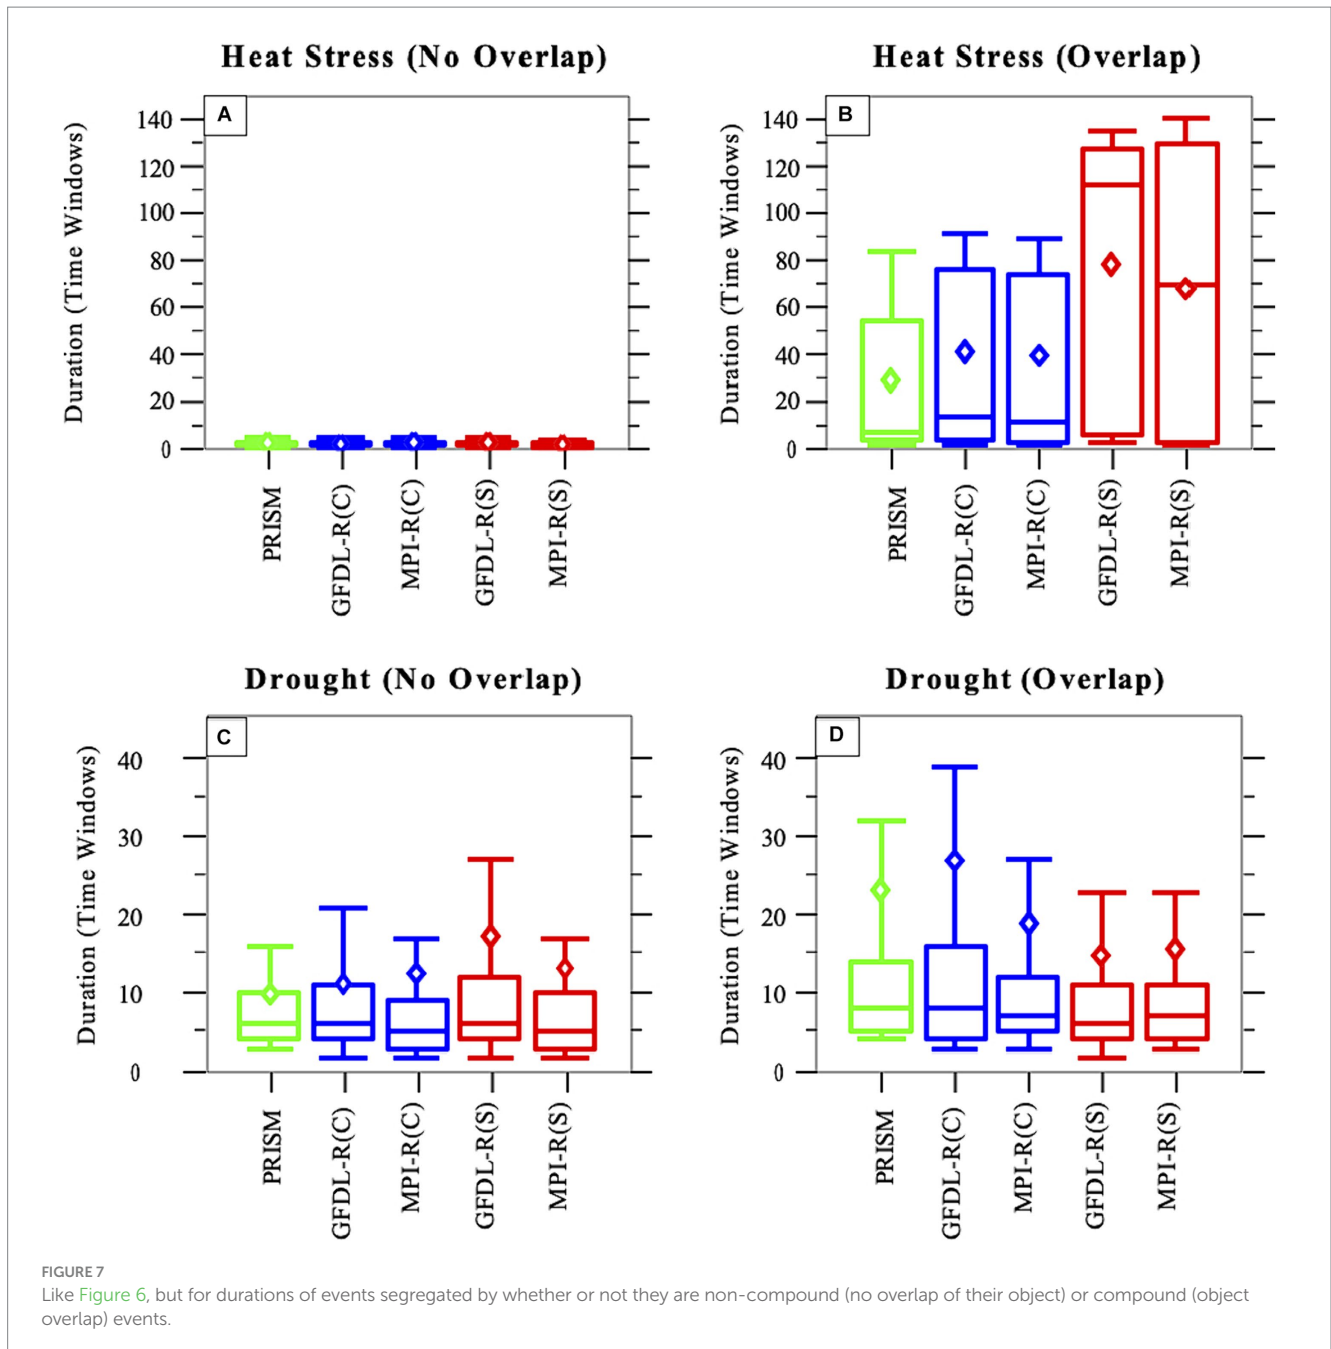 Heat Stress (No Overlap)
A
Duration (Time Windows)
140
120
100
80
60
40
20
0
PRISM
GFDL-R(C)
MPI-R(C)
GFDL-R(S)
MPI-R(S)
Heat Stress (Overlap)
B
Duration (Time Windows)
140
120
100
80
60
40
20
0
PRISM
GFDL-R(C)
MPI-R(C)
GFDL-R(S)
MPI-R(S)
Drought (No Overlap)
C
Duration (Time Windows)
40
30
20
10
0
PRISM
GFDL-R(C)
MPI-R(C)
GFDL-R(S)
MPI-R(S)
Drought (Overlap)
D
Duration (Time Windows)
40
30
20
10
0
PRISM
GFDL-R(C)
MPI-R(C)
GFDL-R(S)
MPI-R(S)
FIGURE 7
Like Figure 6, but for durations of events segregated by whether or not they are non-compound (no overlap of their object) or compound (object
overlap) events.